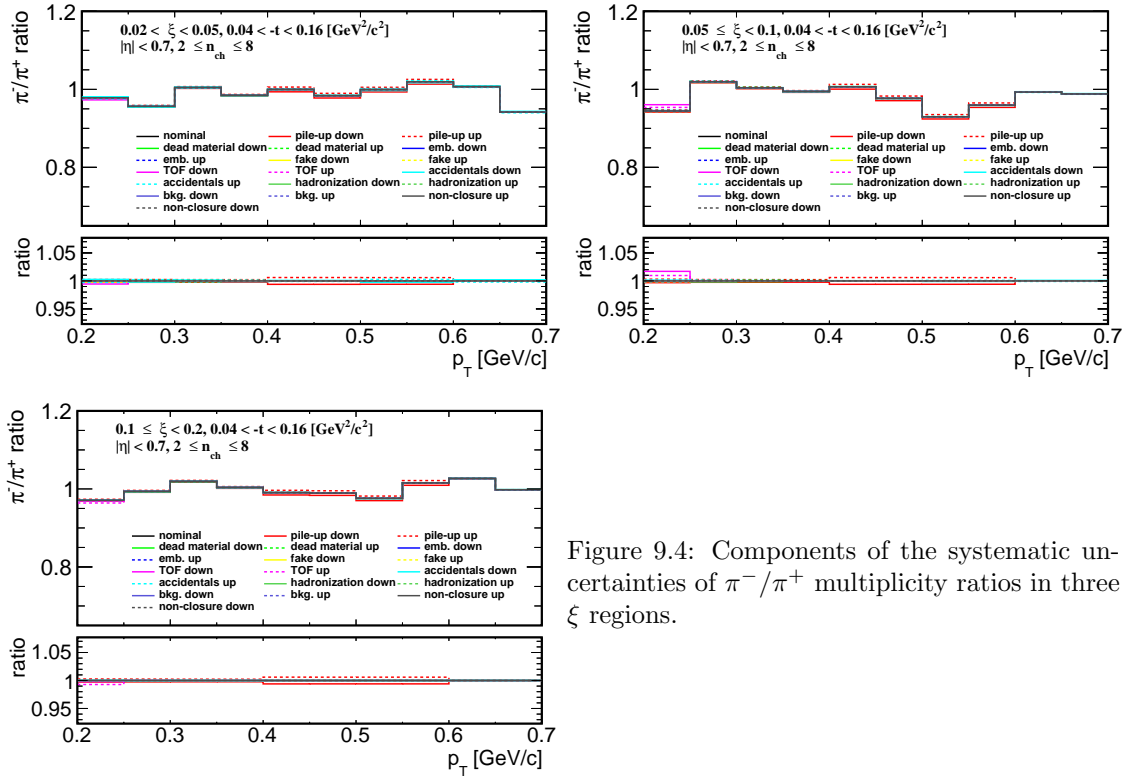 π⁻/π⁺ ratio
1.2
1
0.8
0.02 < ξ < 0.05, 0.04 < -t < 0.16 [GeV²/c²]
|η| < 0.7, 2 ≤ n_ch ≤ 8
nominal
pile-up down
pile-up up
dead material down
dead material up
emb. down
emb. up
fake down
fake up
TOF down
TOF up
accidentals down
accidentals up
hadronization down
hadronization up
bkg. down
bkg. up
non-closure up
non-closure down
ratio
1.05
1
0.95
0.2 0.3 0.4 0.5 0.6 0.7
p_T [GeV/c]
π⁻/π⁺ ratio
1.2
1
0.8
0.05 ≤ ξ < 0.1, 0.04 < -t < 0.16 [GeV²/c²]
|η| < 0.7, 2 ≤ n_ch ≤ 8
nominal
pile-up down
pile-up up
dead material down
dead material up
emb. down
emb. up
fake down
fake up
TOF down
TOF up
accidentals down
accidentals up
hadronization down
hadronization up
bkg. down
bkg. up
non-closure up
non-closure down
ratio
1.05
1
0.95
0.2 0.3 0.4 0.5 0.6 0.7
p_T [GeV/c]
π⁻/π⁺ ratio
1.2
1
0.8
0.1 ≤ ξ < 0.2, 0.04 < -t < 0.16 [GeV²/c²]
|η| < 0.7, 2 ≤ n_ch ≤ 8
nominal
pile-up down
pile-up up
dead material down
dead material up
emb. down
emb. up
fake down
fake up
TOF down
TOF up
accidentals down
accidentals up
hadronization down
hadronization up
bkg. down
bkg. up
non-closure up
non-closure down
ratio
1.05
1
0.95
0.2 0.3 0.4 0.5 0.6 0.7
p_T [GeV/c]
Figure 9.4: Components of the systematic un-
certainties of π⁻/π⁺ multiplicity ratios in three
ξ regions.